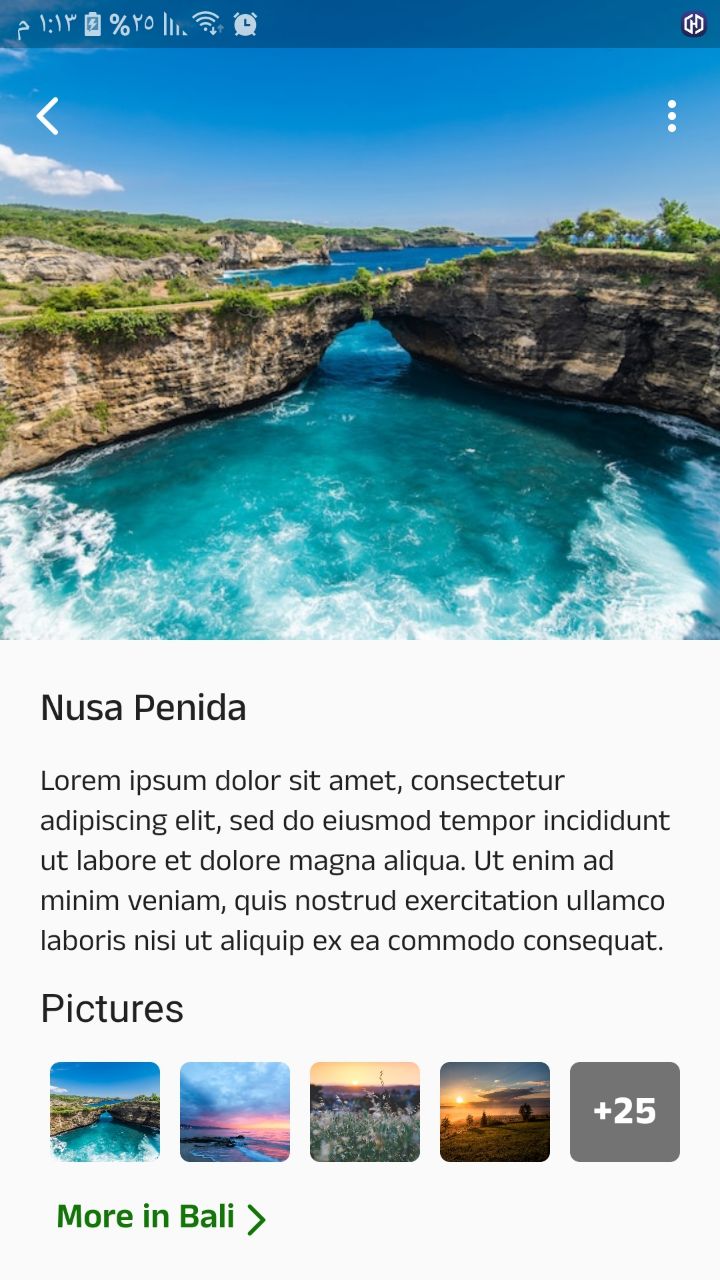 م ١:١٣ %٢٥
Nusa Penida
Lorem ipsum dolor sit amet, consectetur
adipiscing elit, sed do eiusmod tempor incididunt
ut labore et dolore magna aliqua. Ut enim ad
minim veniam, quis nostrud exercitation ullamco
laboris nisi ut aliquip ex ea commodo consequat.
Pictures
+25
More in Bali